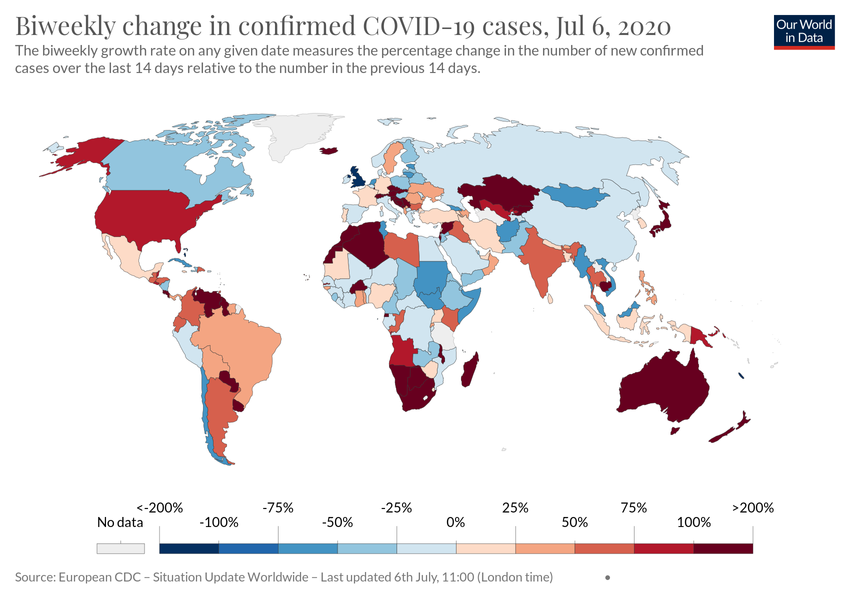 Biweekly change in confirmed COVID-19 cases, Jul 6, 2020
Our World
in Data
The biweekly growth rate on any given date measures the percentage change in the number of new confirmed
cases over the last 14 days relative to the number in the previous 14 days.
<-200% -75% -25% 25% 75% >200%
No data -100% -50% 0% 50% 100%
Source: European CDC – Situation Update Worldwide – Last updated 6th July, 11:00 (London time) •